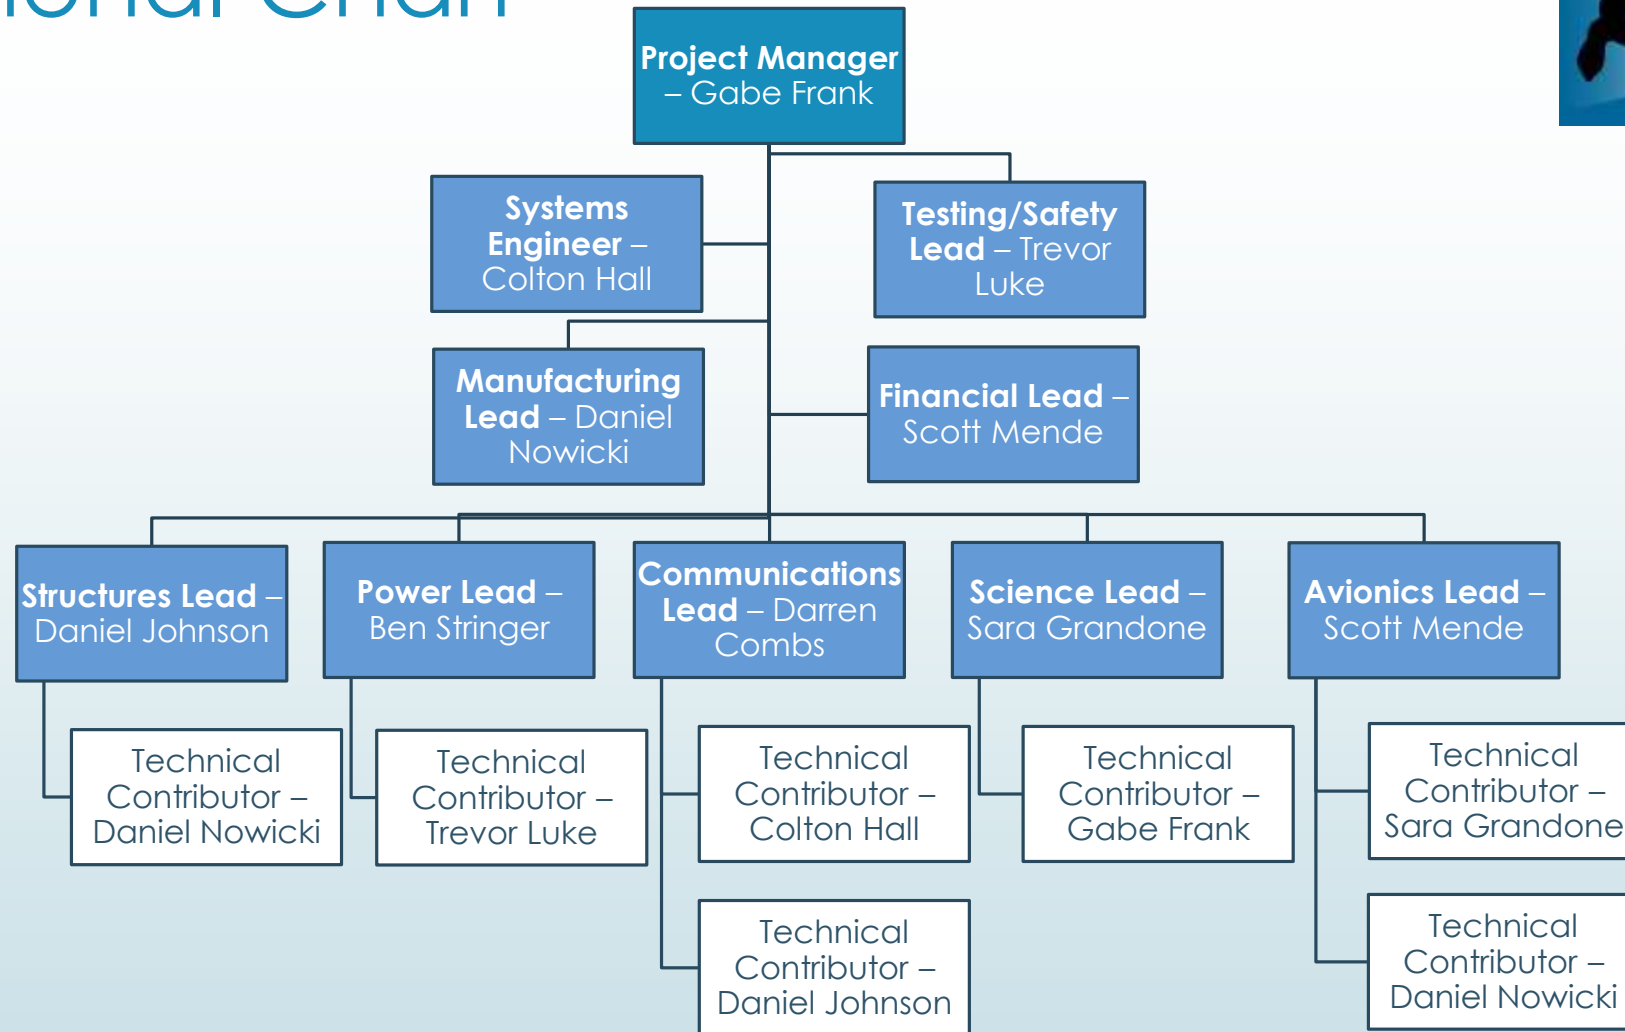 Project Manager
– Gabe Frank
Systems
Engineer –
Colton Hall
Testing/Safety
Lead – Trevor
Luke
Manufacturing
Lead – Daniel
Nowicki
Financial Lead –
Scott Mende
Structures Lead –
Daniel Johnson
Power Lead –
Ben Stringer
Communications
Lead – Darren
Combs
Science Lead –
Sara Grandone
Avionics Lead –
Scott Mende
Technical
Contributor –
Daniel Nowicki
Technical
Contributor –
Trevor Luke
Technical
Contributor –
Colton Hall
Technical
Contributor –
Gabe Frank
Technical
Contributor –
Sara Grandone
Technical
Contributor –
Daniel Johnson
Technical
Contributor –
Daniel Nowicki